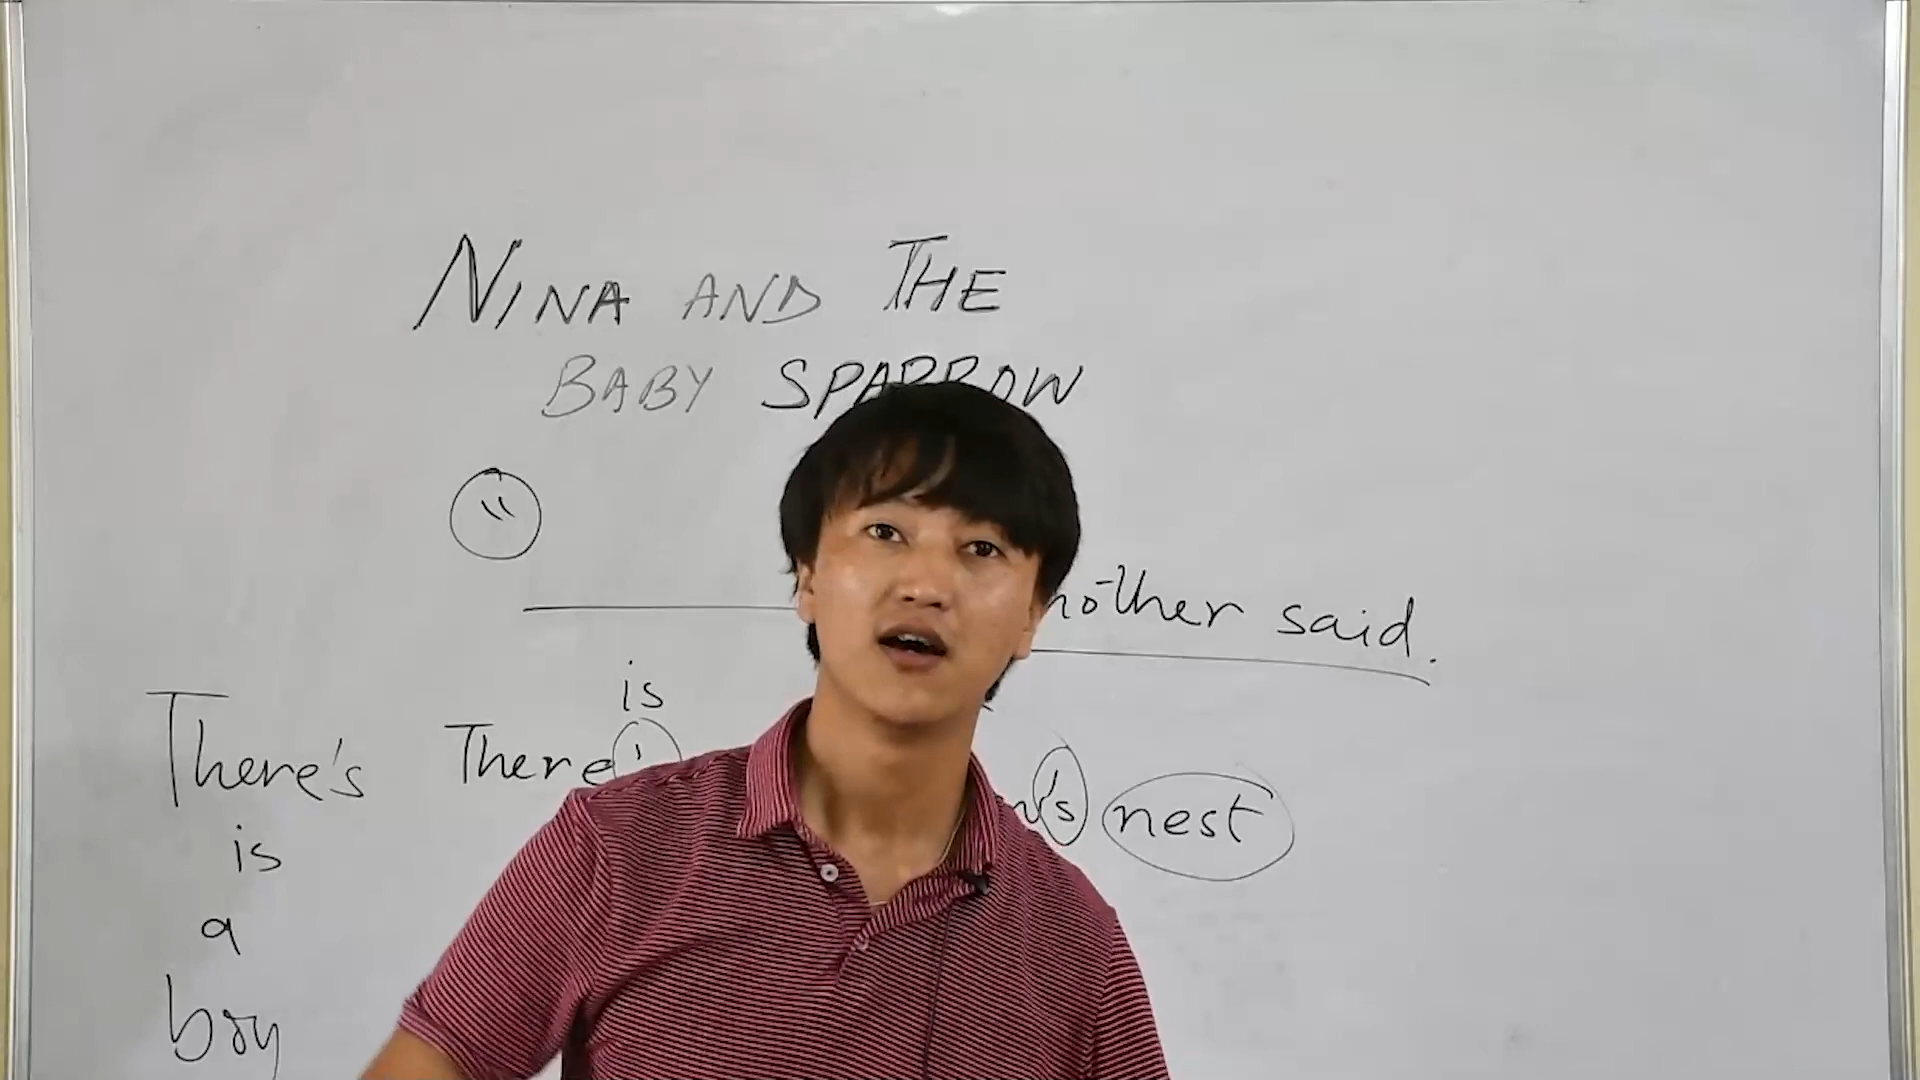 NINA AND THE
BABY SPARROW
"
mother said.
is
There's There'
's nest
is
a
boy